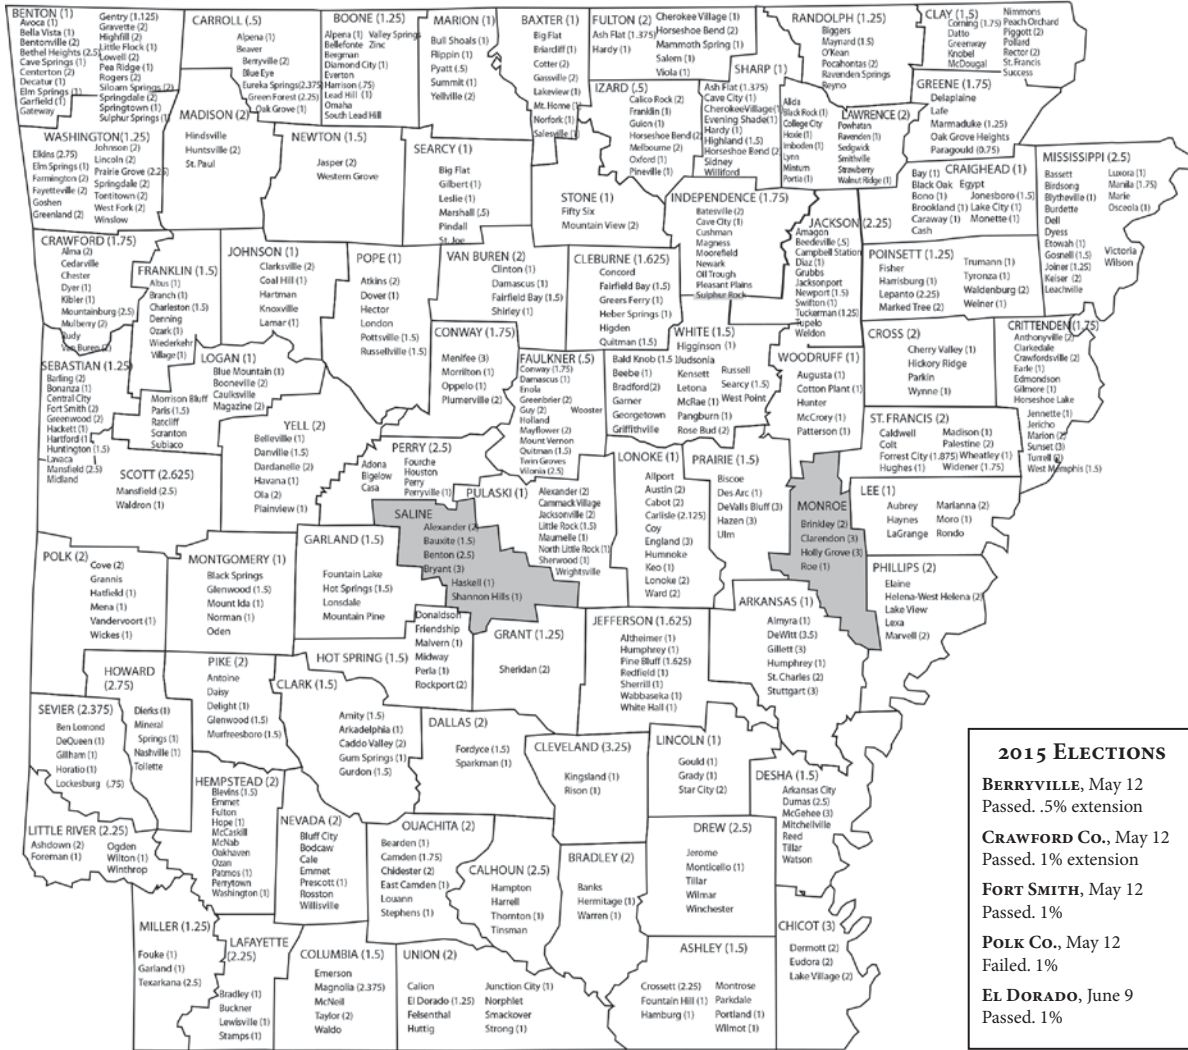 BENTON (1)
Avoca (1)
Bella Vista (1)
Bentonville (2)
Bethel Heights (2.5)
Cave Springs (1)
Centerton (2)
Decatur (1)
Elm Springs (1)
Garfield (1)
Gateway
Gentry (1.125)
Gravette (2)
Highfill (2)
Little Flock (1)
Lowell (2)
Pea Ridge (1)
Rogers (2)
Siloam Springs (2)
Springdale (2)
Springtown (1)
Sulphur Springs (1)
CARROLL (.5)
Alpena (1)
Beaver
Berryville (2)
Blue Eye
Eureka Springs(2.375)
Green Forest (2.25)
Oak Grove (1)
BOONE (1.25)
Alpena (1) Valley Springs
Bellefonte Zinc
Bergman
Diamond City (1)
Everton
Harrison (.75)
Lead Hill (1)
Omaha
South Lead Hill
MARION (1)
Bull Shoals (1)
Flippin (1)
Pyatt (.5)
Summit (1)
Yellville (2)
BAXTER (1)
Big Flat
Briarcliff (1)
Cotter (2)
Gassville (2)
Lakeview (1)
Mt. Home (1)
Norfork (1)
Salesville (1)
FULTON (2)
Ash Flat (1.375)
Hardy (1)
Cherokee Village (1)
Horseshoe Bend (2)
Mammoth Spring (1)
Salem (1)
Viola (1)
SHARP (1)
Ash Flat (1.375)
Cave City (1)
CherokeeVillage(1)
Evening Shade(1)
Hardy (1)
Highland (1.5)
Horseshoe Bend (2)
Sidney
Williford
RANDOLPH (1.25)
Biggers
Maynard (1.5)
O'Kean
Pocahontas (2)
Ravenden Springs
Reyno
CLAY (1.5)
Corning (1.75)
Datto
Greenway
Knobel
McDougal
Nimmons
Peach Orchard
Piggott (2)
Pollard
Rector (2)
St. Francis
Success
GREENE (1.75)
Delaplaine
Lafe
Marmaduke (1.25)
Oak Grove Heights
Paragould (0.75)
WASHINGTON(1.25)
Elkins (2.75)
Elm Springs (1)
Farmington (2)
Fayetteville (2)
Goshen
Greenland (2)
Johnson (2)
Lincoln (2)
Prairie Grove (2.25)
Springdale (2)
Tontitown (2)
West Fork (2)
Winslow
MADISON (2)
Hindsville
Huntsville (2)
St. Paul
NEWTON (1.5)
Jasper (2)
Western Grove
SEARCY (1)
Big Flat
Gilbert (1)
Leslie (1)
Marshall (.5)
Pindall
St. Joe
IZARD (.5)
Calico Rock (2)
Franklin (1)
Guion (1)
Horseshoe Bend (2)
Melbourne (2)
Oxford (1)
Pineville (1)
LAWRENCE (2)
Alida
Black Rock (1)
College City
Hoxie (1)
Imboden (1)
Lynn
Minturn
Portia (1)
Powhatan
Ravenden (1)
Sedgwick
Smithville
Strawberry
Walnut Ridge (1)
STONE (1)
Fifty Six
Mountain View (2)
INDEPENDENCE (1.75)
Batesville (2)
Cave City (1)
Cushman
Magness
Moorefield
Newark
Oil Trough
Pleasant Plains
Sulphur Rock
JACKSON (2.25)
Amagon
Beedeville (.5)
Campbell Station
Diaz (1)
Grubbs
Jacksonport
Newport (1.5)
Swifton (1)
Tuckerman (1.25)
Tupelo
Weldon
CRAIGHEAD (1)
Bay (1)
Black Oak Egypt
Bono (1) Jonesboro (1.5)
Brookland (1) Lake City (1)
Caraway (1) Monette (1)
Cash
MISSISSIPPI (2.5)
Bassett
Birdsong
Blytheville (1)
Burdette
Dell
Dyess
Etowah (1)
Gosnell (1.5)
Joiner (1.25)
Keiser (2)
Leachville
Luxora (1)
Manila (1.75)
Marie
Osceola (1)
Victoria
Wilson
CRAWFORD (1.75)
Alma (2)
Cedarville
Chester
Dyer (1)
Kibler (1)
Mountainburg (2.5)
Mulberry (2)
Rudy
Van Buren (2)
FRANKLIN (1.5)
Altus (1)
Branch (1)
Charleston (1.5)
Denning
Ozark (1)
Wiederkehr
Village (1)
JOHNSON (1)
Clarksville (2)
Coal Hill (1)
Hartman
Knoxville
Lamar (1)
POPE (1)
Atkins (2)
Dover (1)
Hector
London
Pottsville (1.5)
Russellville (1.5)
VAN BUREN (2)
Clinton (1)
Damascus (1)
Fairfield Bay (1.5)
Shirley (1)
CLEBURNE (1.625)
Concord
Fairfield Bay (1.5)
Greers Ferry (1)
Heber Springs (1)
Higden
Quitman (1.5)
POINSETT (1.25)
Fisher
Harrisburg (1)
Lepanto (2.25)
Marked Tree (2)
Trumann (1)
Tyronza (1)
Waldenburg (2)
Weiner (1)
SEBASTIAN (1.25)
Barling (2)
Bonanza (1)
Central City
Fort Smith (2)
Greenwood (2)
Hackett (1)
Hartford (1)
Huntington (1.5)
Lavaca
Mansfield (2.5)
Midland
LOGAN (1)
Blue Mountain (1)
Booneville (2)
Caulksville
Magazine (2)
Morrison Bluff
Paris (1.5)
Ratcliff
Scranton
Subiaco
CONWAY (1.75)
Menifee (3)
Morrilton (1)
Oppelo (1)
Plumerville (2)
FAULKNER (.5)
Conway (1.75)
Damascus (1)
Enola
Greenbrier (2)
Guy (2) Wooster
Holland
Mayflower (2)
Mount Vernon
Quitman (1.5)
Twin Groves
Vilonia (2.5)
WHITE (1.5)
Higginson (1)
Bald Knob (1.5)
Beebe (1)
Bradford(2)
Garner
Georgetown
Griffithville
Judsonia
Kensett
Letona
McRae (1)
Pangburn (1)
Rose Bud (2)
Russell
Searcy (1.5)
West Point
WOODRUFF (1)
Augusta (1)
Cotton Plant (1)
Hunter
McCrory (1)
Patterson (1)
CROSS (2)
Cherry Valley (1)
Hickory Ridge
Parkin
Wynne (1)
CRITTENDEN (1.75)
Anthonyville (2)
Clarkedale
Crawfordsville (2)
Earle (1)
Edmondson
Gilmore (1)
Horseshoe Lake
Jennette (1)
Jericho
Marion (2)
Sunset (3)
Turrell (2)
West Memphis (1.5)
ST. FRANCIS (2)
Caldwell
Colt
Forrest City (1.875)
Hughes (1)
Madison (1)
Palestine (2)
Wheatley (1)
Widener (1.75)
SCOTT (2.625)
Mansfield (2.5)
Waldron (1)
YELL (2)
Belleville (1)
Danville (1.5)
Dardanelle (2)
Havana (1)
Ola (2)
Plainview (1)
PERRY (2.5)
Adona
Bigelow
Casa
Fourche
Houston
Perry
Perryville (1)
PULASKI (1)
Alexander (2)
Cammack Village
Jacksonville (2)
Little Rock (1.5)
Maumelle (1)
North Little Rock (1)
Sherwood (1)
Wrightsville
LONOKE (1)
Allport
Austin (2)
Cabot (2)
Carlisle (2.125)
Coy
England (3)
Humnoke
Keo (1)
Lonoke (2)
Ward (2)
PRAIRIE (1.5)
Biscoe
Des Arc (1)
DeValls Bluff (3)
Hazen (3)
Ulm
MONROE
Brinkley (2)
Clarendon (3)
Holly Grove (3)
Roe (1)
LEE (1)
Aubrey
Haynes
LaGrange
Marianna (2)
Moro (1)
Rondo
PHILLIPS (2)
Elaine
Helena-West Helena (2)
Lake View
Lexa
Marvell (2)
POLK (2)
Cove (2)
Grannis
Hatfield (1)
Mena (1)
Vandervoort (1)
Wickes (1)
MONTGOMERY (1)
Black Springs
Glenwood (1.5)
Mount Ida (1)
Norman (1)
Oden
GARLAND (1.5)
Fountain Lake
Hot Springs (1.5)
Lonsdale
Mountain Pine
SALINE
Alexander (2)
Bauxite (1.5)
Benton (2.5)
Bryant (3)
Haskell (1)
Shannon Hills (1)
HOT SPRING (1.5)
Donaldson
Friendship
Malvern (1)
Midway
Perla (1)
Rockport (2)
GRANT (1.25)
Sheridan (2)
JEFFERSON (1.625)
Altheimer (1)
Humphrey (1)
Pine Bluff (1.625)
Redfield (1)
Sherrill (1)
Wabbaseka (1)
White Hall (1)
ARKANSAS (1)
Almyra (1)
DeWitt (3.5)
Gillett (3)
Humphrey (1)
St. Charles (2)
Stuttgart (3)
HOWARD
(2.75)
Dierks (1)
Mineral
Springs (1)
Nashville (1)
Tollette
PIKE (2)
Antoine
Daisy
Delight (1)
Glenwood (1.5)
Murfreesboro (1.5)
CLARK (1.5)
Amity (1.5)
Arkadelphia (1)
Caddo Valley (2)
Gum Springs (1)
Gurdon (1.5)
SEVIER (2.375)
Ben Lomond
DeQueen (1)
Gillham (1)
Horatio (1)
Lockesburg (.75)
DALLAS (2)
Fordyce (1.5)
Sparkman (1)
CLEVELAND (3.25)
Kingsland (1)
Rison (1)
LINCOLN (1)
Gould (1)
Grady (1)
Star City (2)
DESHA (1.5)
Arkansas City
Dumas (2.5)
McGehee (3)
Mitchellville
Reed
Tillar
Watson
LITTLE RIVER (2.25)
Ashdown (2)
Foreman (1)
Ogden
Wilton (1)
Winthrop
HEMPSTEAD (2)
Blevins (1.5)
Emmet
Fulton
Hope (1)
McCaskill
McNab
Oakhaven
Ozan
Patmos (1)
Perrytown
Washington (1)
NEVADA (2)
Bluff City
Bodcaw
Cale
Emmet
Prescott (1)
Rosston
Willisville
OUACHITA (2)
Bearden (1)
Camden (1.75)
Chidester (2)
East Camden (1)
Louann
Stephens (1)
CALHOUN (2.5)
Hampton
Harrell
Thornton (1)
Tinsman
BRADLEY (2)
Banks
Hermitage (1)
Warren (1)
DREW (2.5)
Jerome
Monticello (1)
Tillar
Wilmar
Winchester
MILLER (1.25)
Fouke (1)
Garland (1)
Texarkana (2.5)
LAFAYETTE
(2.25)
Bradley (1)
Buckner
Lewisville (1)
Stamps (1)
COLUMBIA (1.5)
Emerson
Magnolia (2.375)
McNeil
Taylor (2)
Waldo
UNION (2)
Calion
El Dorado (1.25)
Felsenthal
Huttig
Junction City (1)
Norphlet
Smackover
Strong (1)
ASHLEY (1.5)
Crossett (2.25)
Fountain Hill (1)
Hamburg (1)
Montrose
Parkdale
Portland (1)
Wilmot (1)
CHICOT (3)
Dermott (2)
Eudora (2)
Lake Village (2)
2015 ELECTIONS
BERRYVILLE, May 12
Passed. .5% extension
CRAWFORD CO., May 12
Passed. 1% extension
FORT SMITH, May 12
Passed. 1%
POLK CO., May 12
Failed. 1%
EL DORADO, June 9
Passed. 1%